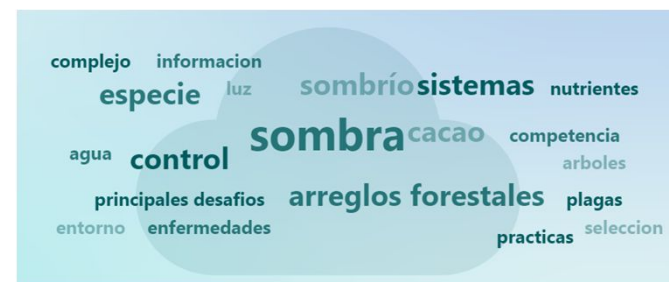 complejo informacion
especie luz sombrío sistemas nutrientes
sombra cacao competencia
agua control arboles
principales desafios arreglos forestales plagas
entorno enfermedades practicas seleccion